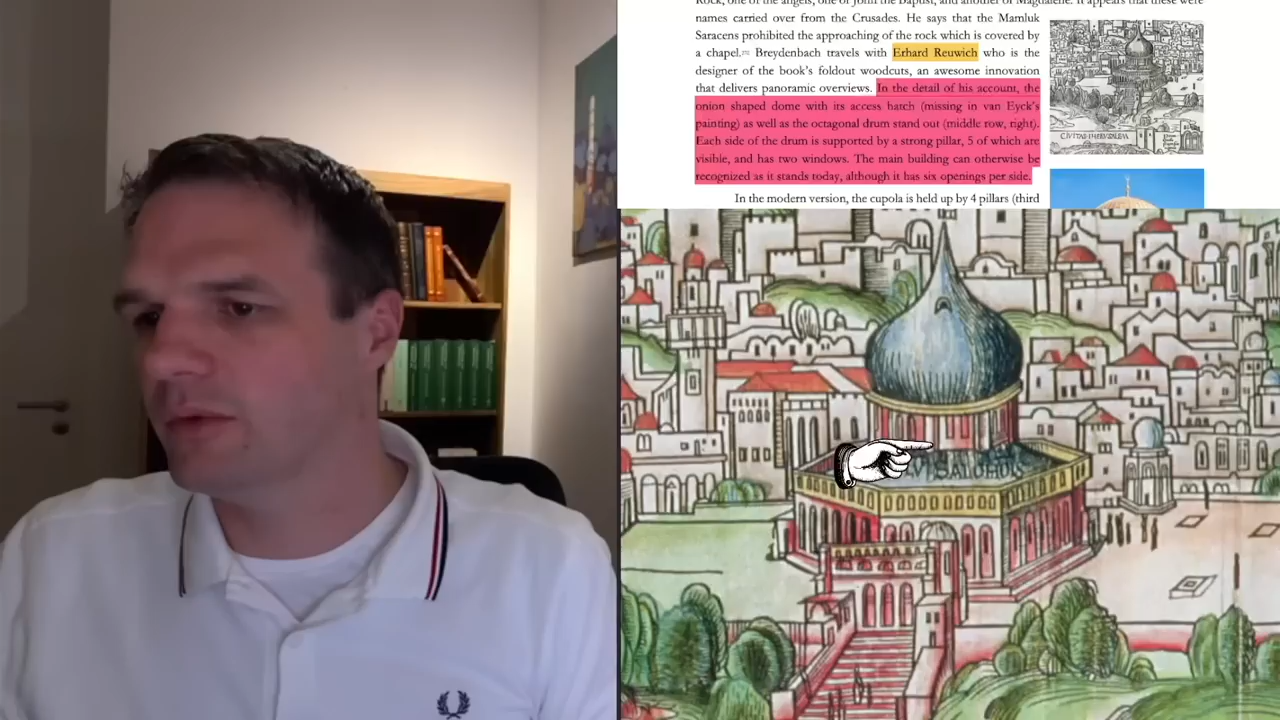 Rock, one of the angels, one of John the Baptist, and another of Magdalene. It appears that these were
names carried over from the Crusades. He says that the Mamluk
Saracens prohibited the approaching of the rock which is covered by
a chapel. Breydenbach travels with Erhard Reuwich who is the
designer of the book's foldout woodcuts, an awesome innovation
that delivers panoramic overviews. In the detail of his account, the
onion shaped dome with its access hatch (missing in van Eyck's
painting) as well as the octagonal drum stand out (middle row, right).
Each side of the drum is supported by a strong pillar, 5 of which are
visible, and has two windows. The main building can otherwise be
recognized as it stands today, although it has six openings per side.
In the modern version, the cupola is held up by 4 pillars (third